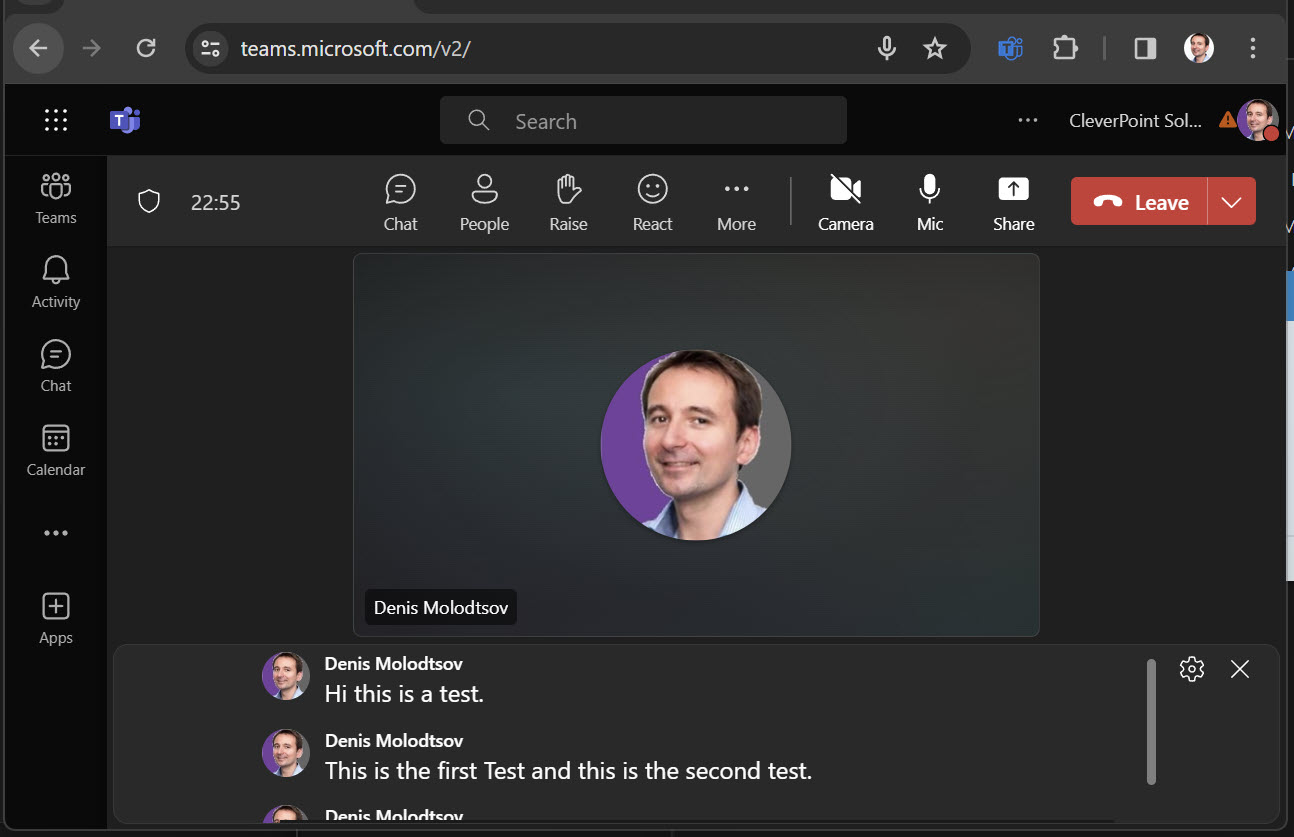 teams.microsoft.com/v2/
T
Search
CleverPoint Sol...
Teams
Activity
Chat
Calendar
Apps
22:55
Chat
People
Raise
React
More
Camera
Mic
Share
Leave
Denis Molodtsov
Denis Molodtsov
Hi this is a test.
Denis Molodtsov
This is the first Test and this is the second test.
Denis Molodtsov